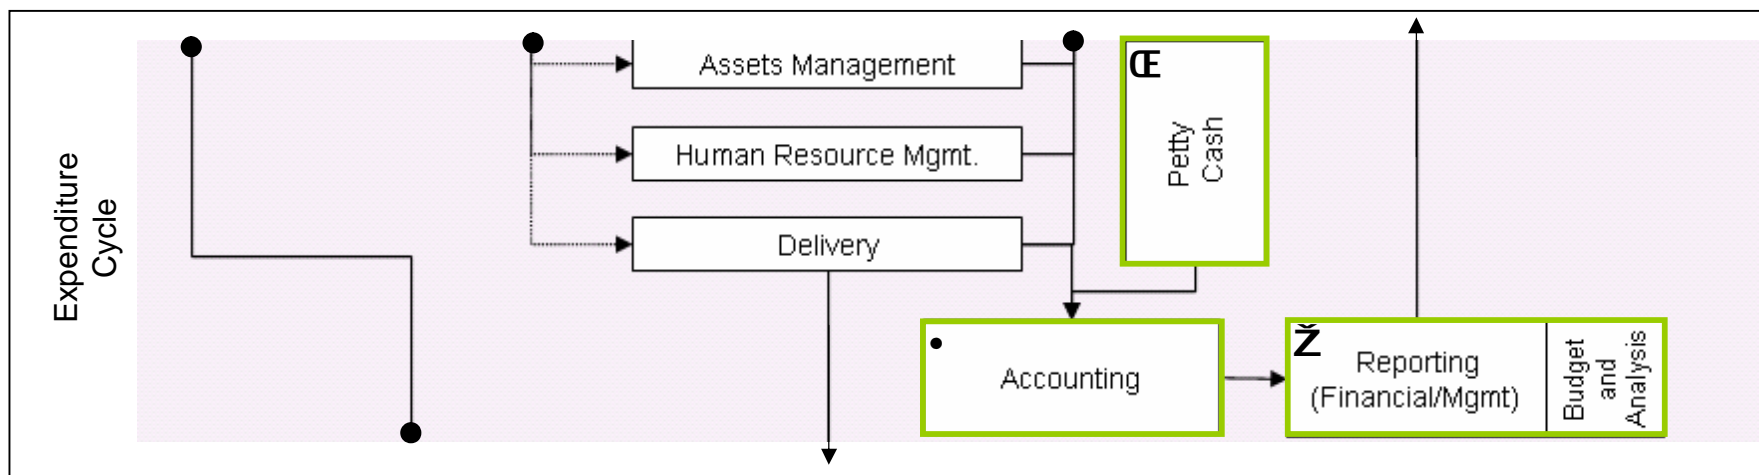 Expenditure
Cycle
Assets Management
Human Resource Mgmt.
Delivery
Œ
Petty
Cash
•
Accounting
Ž
Reporting
(Financial/Mgmt)
Budget
and
Analysis